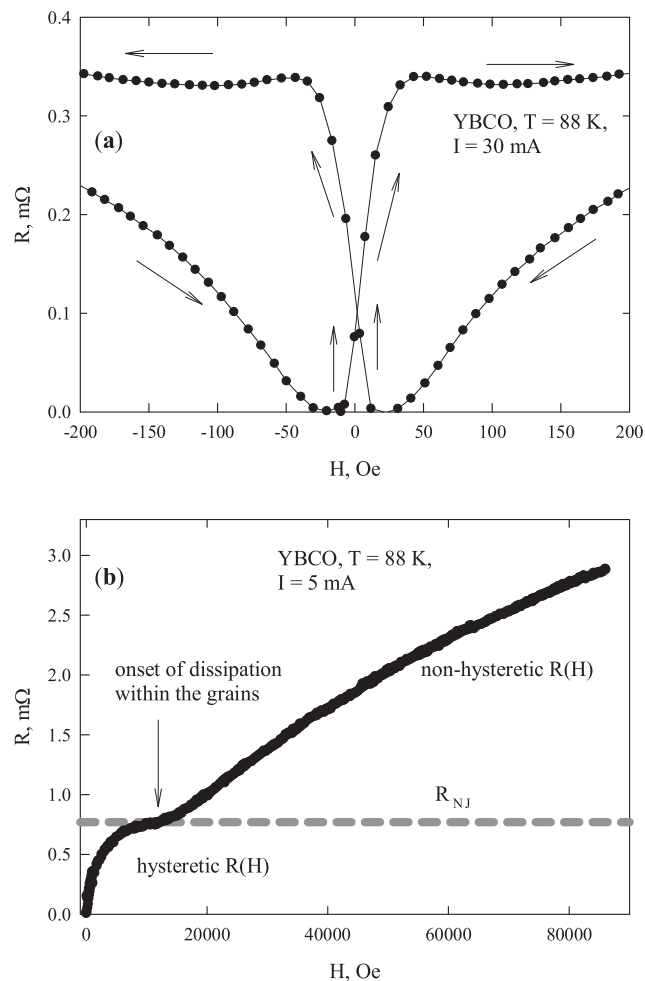 0.4
0.3
0.2
0.1
0.0
R, mΩ
(a)
YBCO, T = 88 K,
I = 30 mA
-200 -150 -100 -50 0 50 100 150 200
H, Oe
3.0
2.5
2.0
1.5
1.0
0.5
0.0
R, mΩ
(b)
YBCO, T = 88 K,
I = 5 mA
onset of dissipation
within the grains
non-hysteretic R(H)
R_NJ
hysteretic R(H)
0 20000 40000 60000 80000
H, Oe